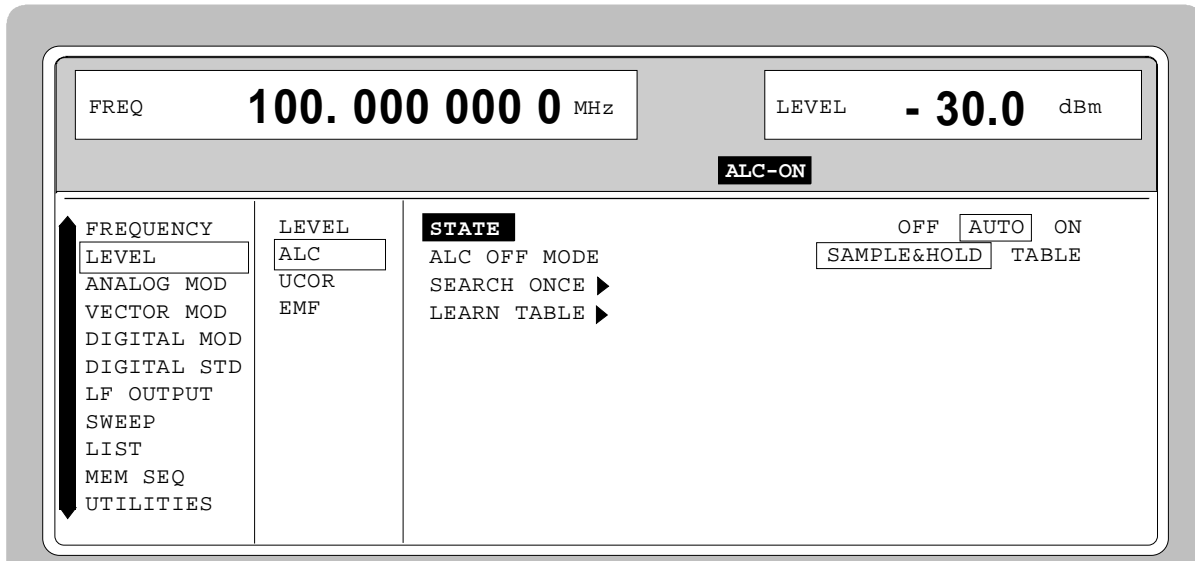 FREQ 100. 000 000 0 MHz LEVEL - 30.0 dBm
ALC-ON
FREQUENCY
LEVEL
ANALOG MOD
VECTOR MOD
DIGITAL MOD
DIGITAL STD
LF OUTPUT
SWEEP
LIST
MEM SEQ
UTILITIES
LEVEL
ALC
UCOR
EMF
STATE OFF AUTO ON
ALC OFF MODE SAMPLE&HOLD TABLE
SEARCH ONCE
LEARN TABLE